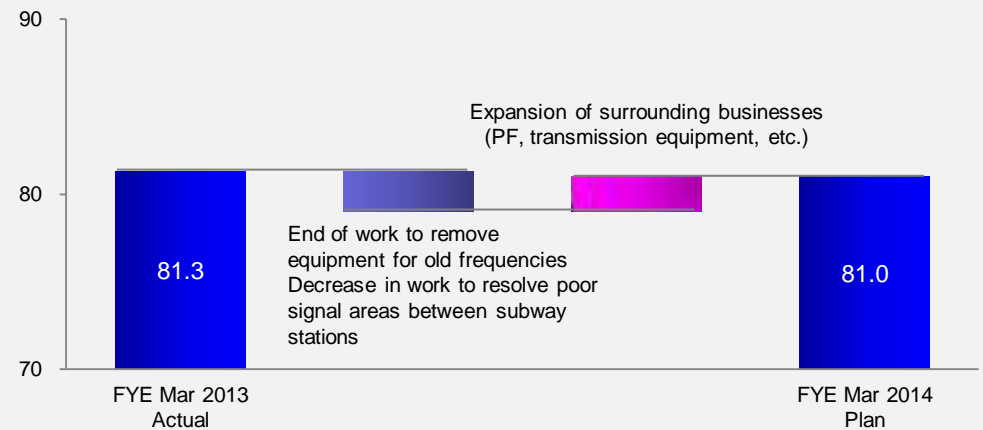 90
Expansion of surrounding businesses
(PF, transmission equipment, etc.)
80
End of work to remove
equipment for old frequencies
Decrease in work to resolve poor
signal areas between subway
stations
81.3
81.0
70
FYE Mar 2013
Actual
FYE Mar 2014
Plan